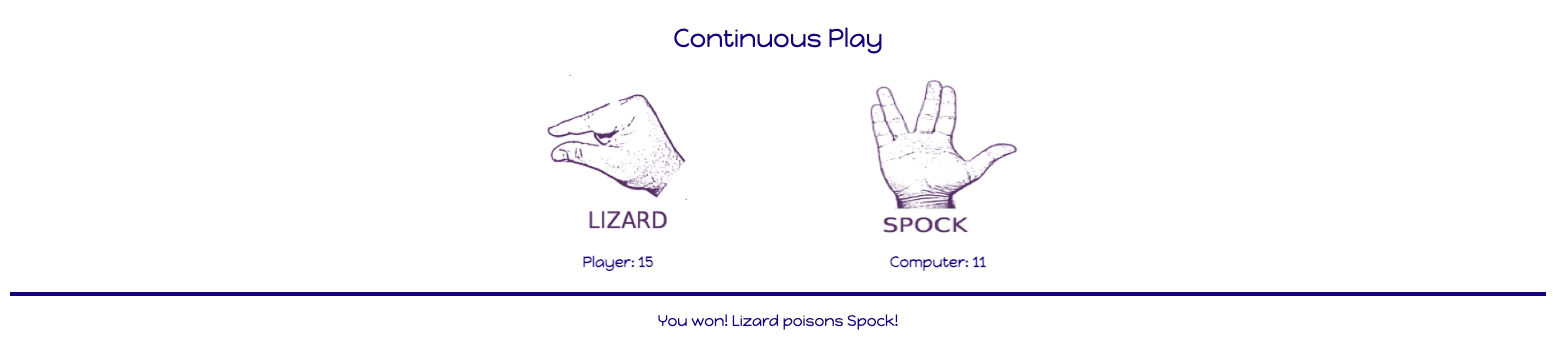 Continuous Play
LIZARD
SPOCK
Player: 15
Computer: 11
You won! Lizard poisons Spock!